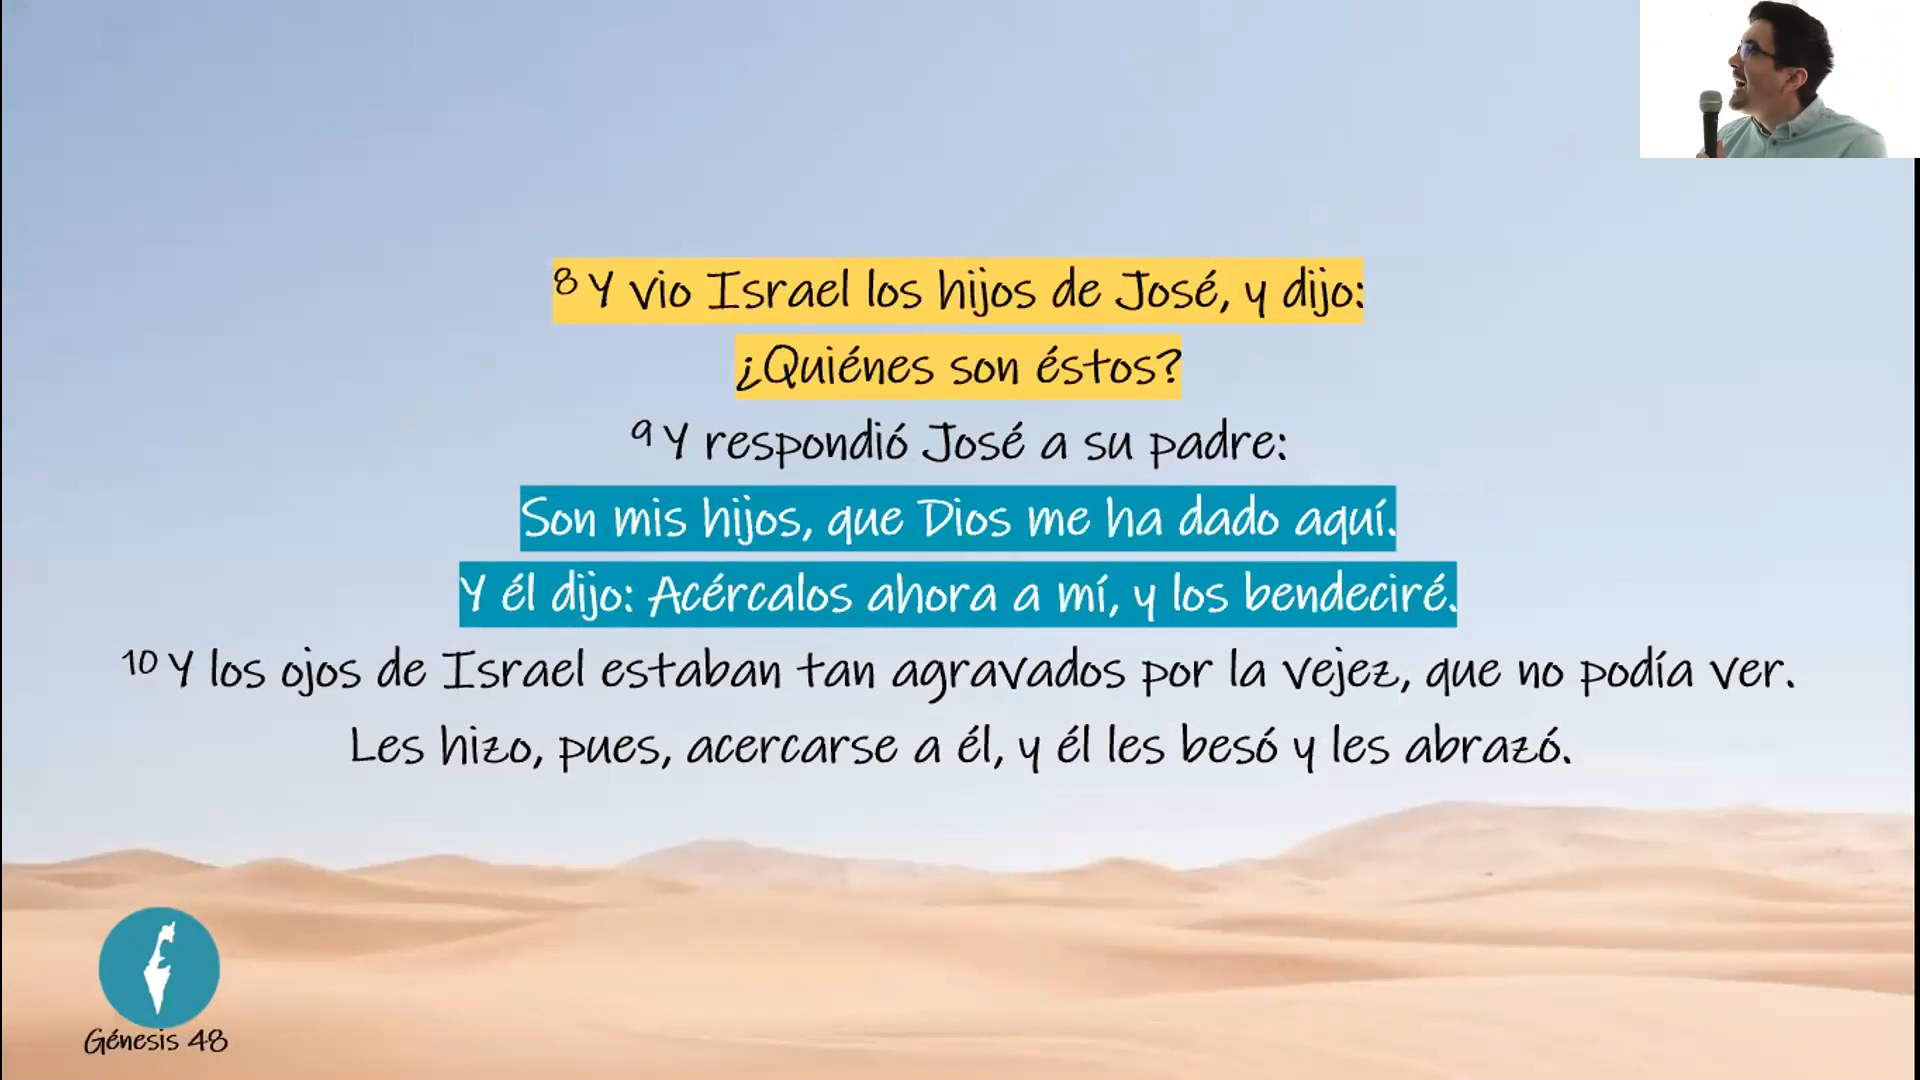 8 Y vio Israel los hijos de José, y dijo:
¿Quiénes son éstos?
9 Y respondió José a su padre:
Son mis hijos, que Dios me ha dado aquí.
Y él dijo: Acércalos ahora a mí, y los bendeciré.
10 Y los ojos de Israel estaban tan agravados por la vejez, que no podía ver.
Les hizo, pues, acercarse a él, y él les besó y les abrazó.
Génesis 48